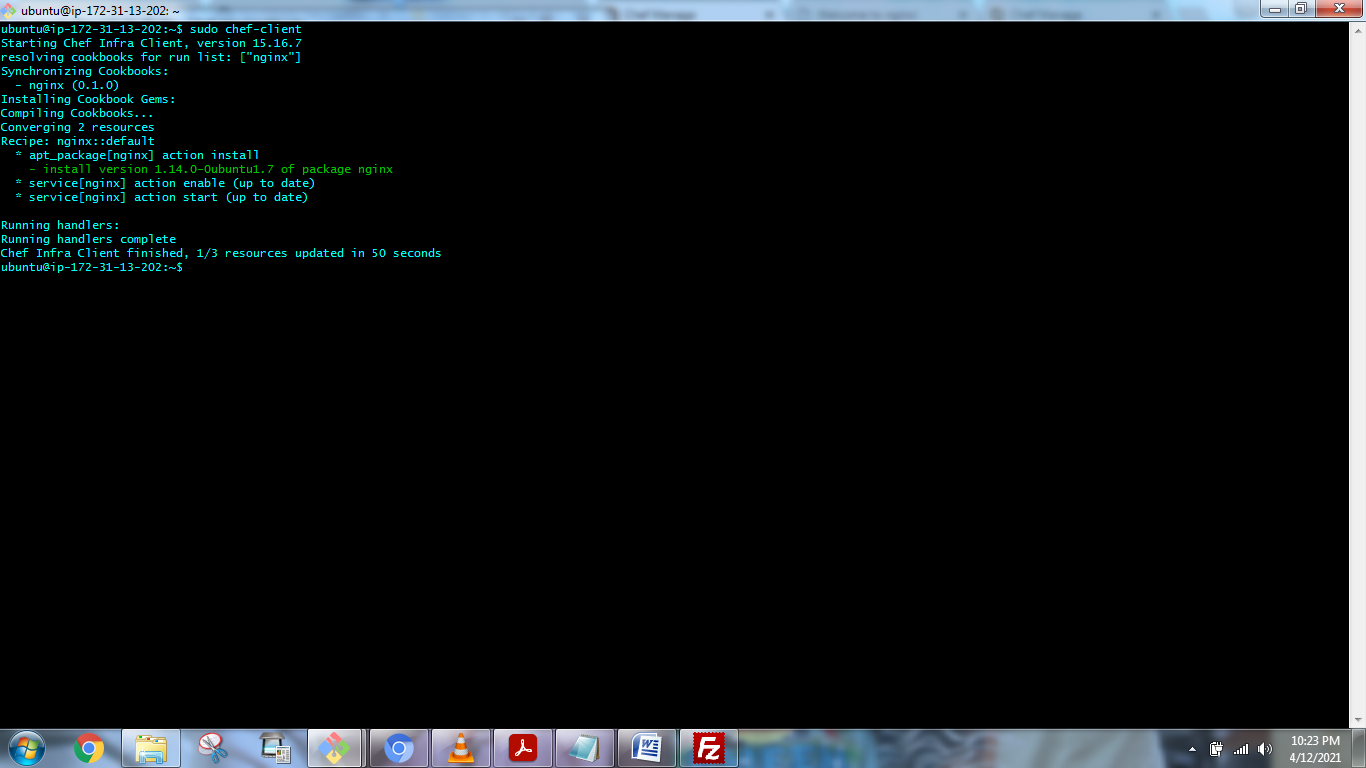 ubuntu@ip-172-31-13-202: ~
ubuntu@ip-172-31-13-202:~$ sudo chef-client
Starting Chef Infra Client, version 15.16.7
resolving cookbooks for run list: ["nginx"]
Synchronizing Cookbooks:
  - nginx (0.1.0)
Installing Cookbook Gems:
Compiling Cookbooks...
Converging 2 resources
Recipe: nginx::default
  * apt_package[nginx] action install
    - install version 1.14.0-0ubuntu1.7 of package nginx
  * service[nginx] action enable (up to date)
  * service[nginx] action start (up to date)
Running handlers:
Running handlers complete
Chef Infra Client finished, 1/3 resources updated in 50 seconds
ubuntu@ip-172-31-13-202:~$
10:23 PM
4/12/2021